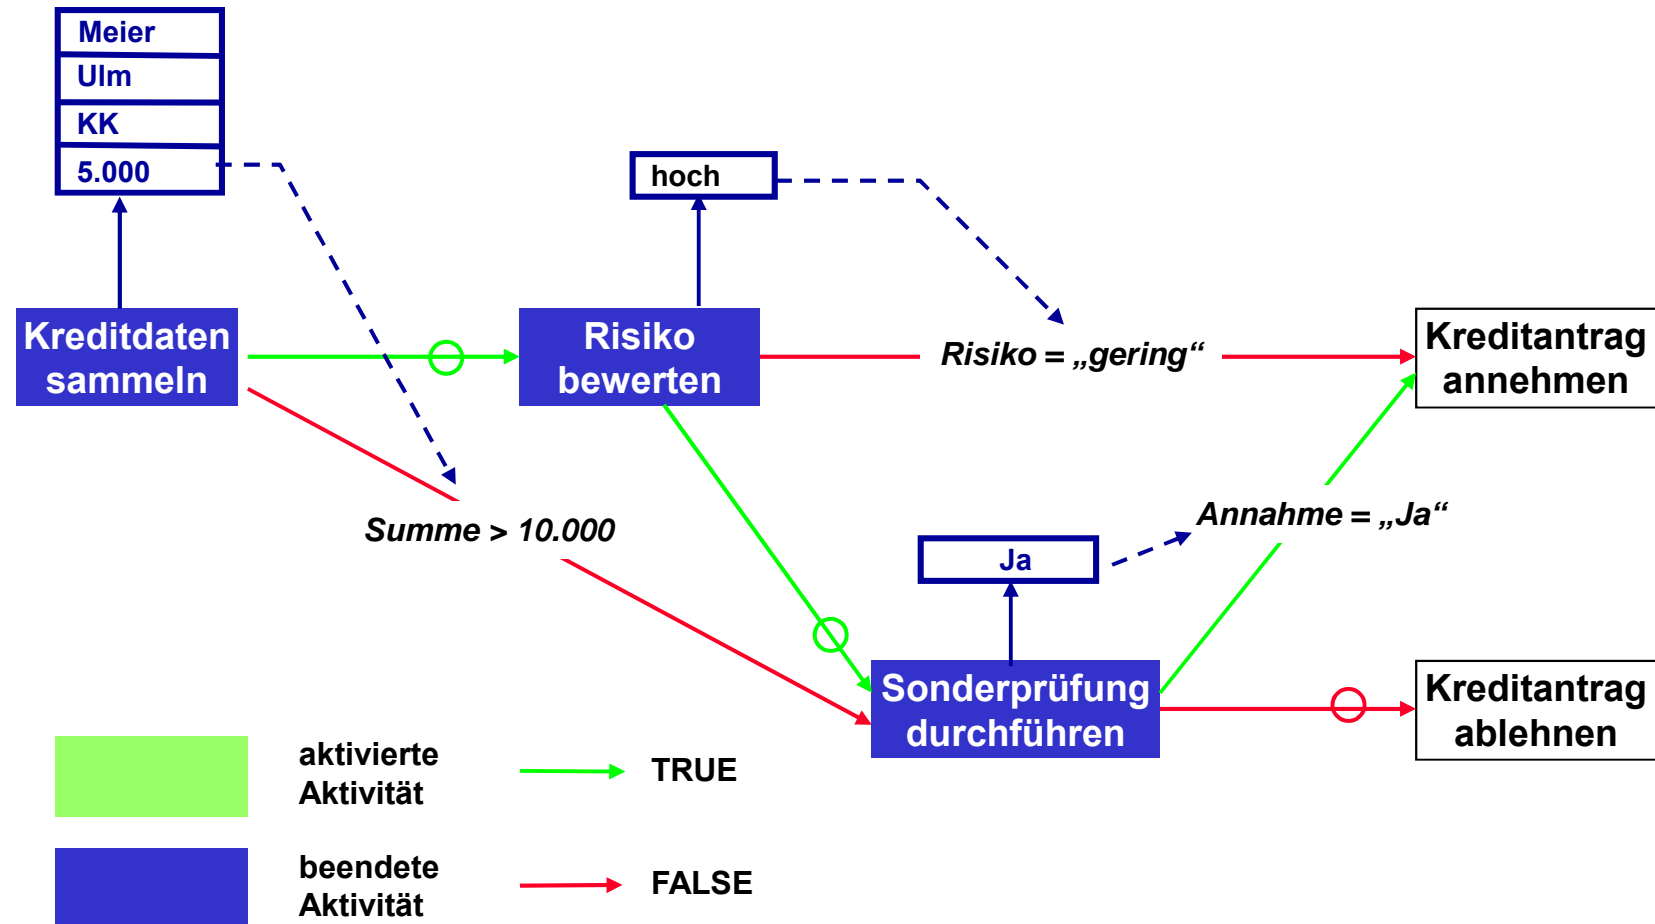 Meier
Ulm
KK
5.000
hoch
Kreditdaten
sammeln
Risiko
bewerten
Risiko = „gering“
Kreditantrag
annehmen
Summe > 10.000
Annahme = „Ja“
Ja
Sonderprüfung
durchführen
Kreditantrag
ablehnen
aktivierte
Aktivität
TRUE
beendete
Aktivität
FALSE